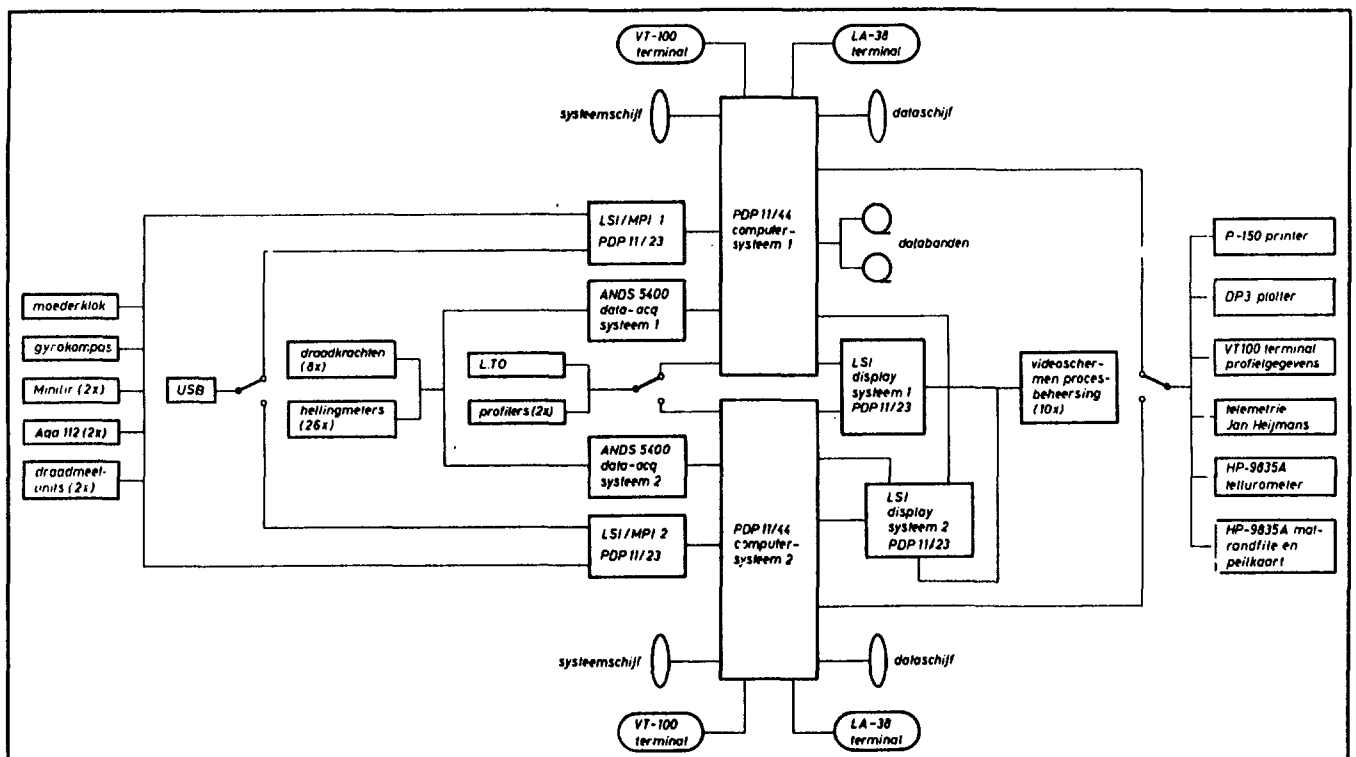 VT-100
terminal
LA-38
terminal
systeemschijf
dataschijf
LSI/MPI 1
PDP 11/23
PDP 11/44
computer-
systeem 1
databanden
P-150 printer
moederklok
gyrokompas
Minilir (2x)
Aga 112 (2x)
draadmeet-
units (2x)
USB
draadkrachten
(8x)
hellingmeters
(26x)
ANDS 5400
data-acq
systeem 1
L.TO
profilers (2x)
ANDS 5400
data-acq
systeem 2
LSI/MPI 2
PDP 11/23
PDP 11/44
computer-
systeem 2
LSI
display
systeem 1
PDP 11/23
LSI
display
systeem 2
PDP 11/23
videoscher-
men proces-
beheersing
(10x)
DP3 plotter
VT100 terminal
profielgegevens
telemetrie
Jan Heijmans
HP-9835A
tellurometer
HP-9835A mat-
randfile en
peilkaart
systeemschijf
dataschijf
VT-100
terminal
LA-38
terminal